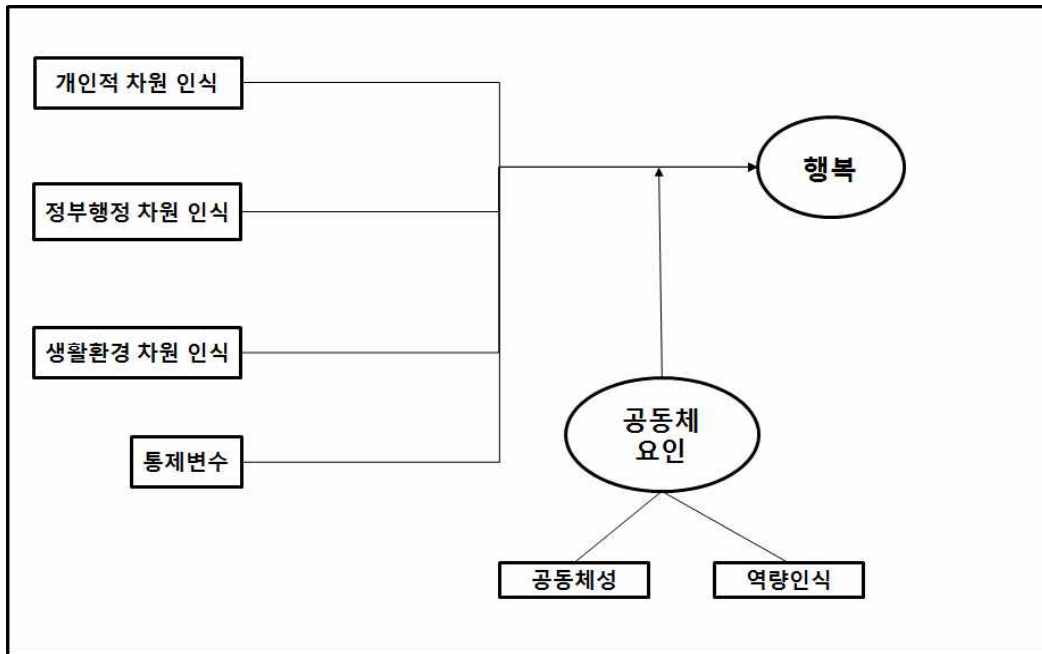 개인적 차원 인식
행복
정부행정 차원 인식
생활환경 차원 인식
공동체
요인
통제변수
공동체성
역량인식